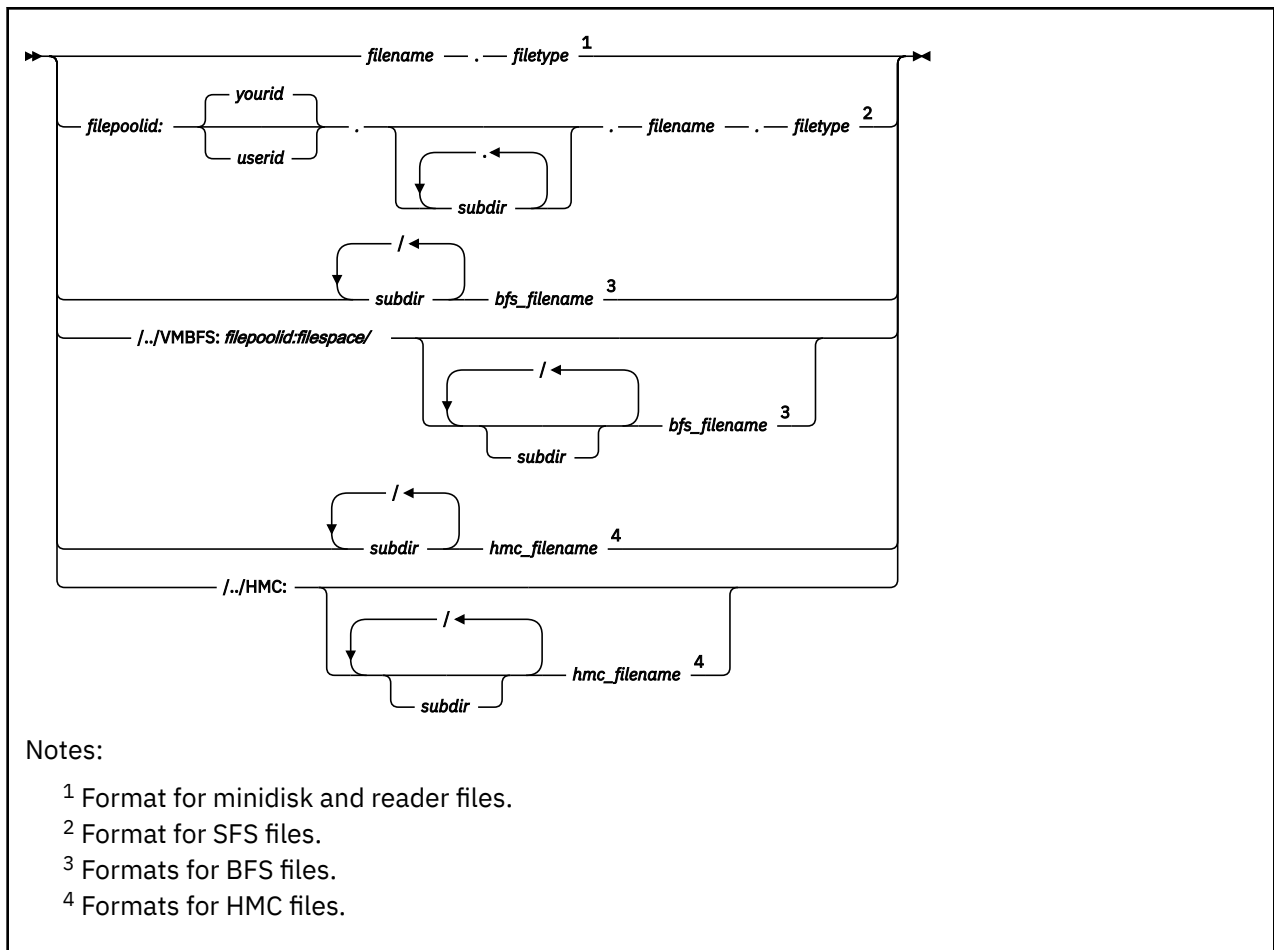 filename . filetype 1
yourid
filepoolid: . . filename . filetype 2
userid
.
subdir
/
subdir bfs_filename 3
/../VMBFS: filepoolid:filespace/
/
bfs_filename 3
subdir
/
subdir hmc_filename 4
/../HMC:
/
hmc_filename 4
subdir
Notes:
1 Format for minidisk and reader files.
2 Format for SFS files.
3 Formats for BFS files.
4 Formats for HMC files.